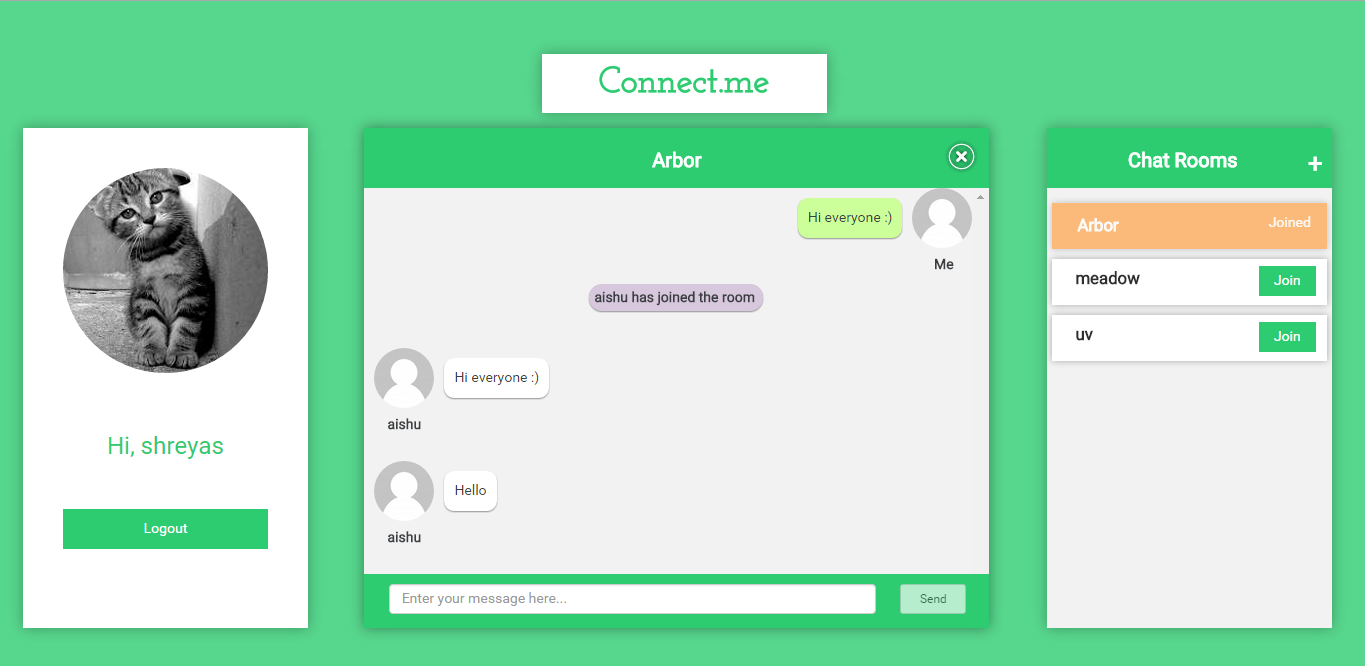 Connect.me
Hi, shreyas
Logout
Arbor
Hi everyone :)
Me
aishu has joined the room
Hi everyone :)
aishu
Hello
aishu
Enter your message here...
Send
Chat Rooms
+
Arbor
Joined
meadow
Join
uv
Join